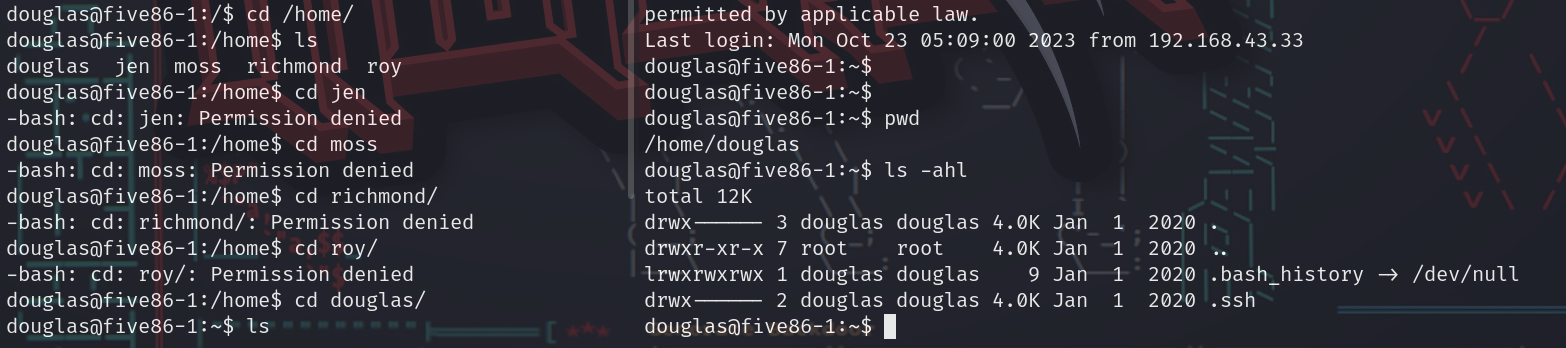 douglas@five86-1:/$ cd /home/
douglas@five86-1:/home$ ls
douglas  jen  moss  richmond  roy
douglas@five86-1:/home$ cd jen
-bash: cd: jen: Permission denied
douglas@five86-1:/home$ cd moss
-bash: cd: moss: Permission denied
douglas@five86-1:/home$ cd richmond/
-bash: cd: richmond/: Permission denied
douglas@five86-1:/home$ cd roy/
-bash: cd: roy/: Permission denied
douglas@five86-1:/home$ cd douglas/
douglas@five86-1:~$ ls
permitted by applicable law.
Last login: Mon Oct 23 05:09:00 2023 from 192.168.43.33
douglas@five86-1:~$
douglas@five86-1:~$
douglas@five86-1:~$ pwd
/home/douglas
douglas@five86-1:~$ ls -ahl
total 12K
drwx------ 3 douglas douglas 4.0K Jan  1  2020 .
drwxr-xr-x 7 root    root    4.0K Jan  1  2020 ..
lrwxrwxrwx 1 douglas douglas    9 Jan  1  2020 .bash_history -> /dev/null
drwx------ 2 douglas douglas 4.0K Jan  1  2020 .ssh
douglas@five86-1:~$